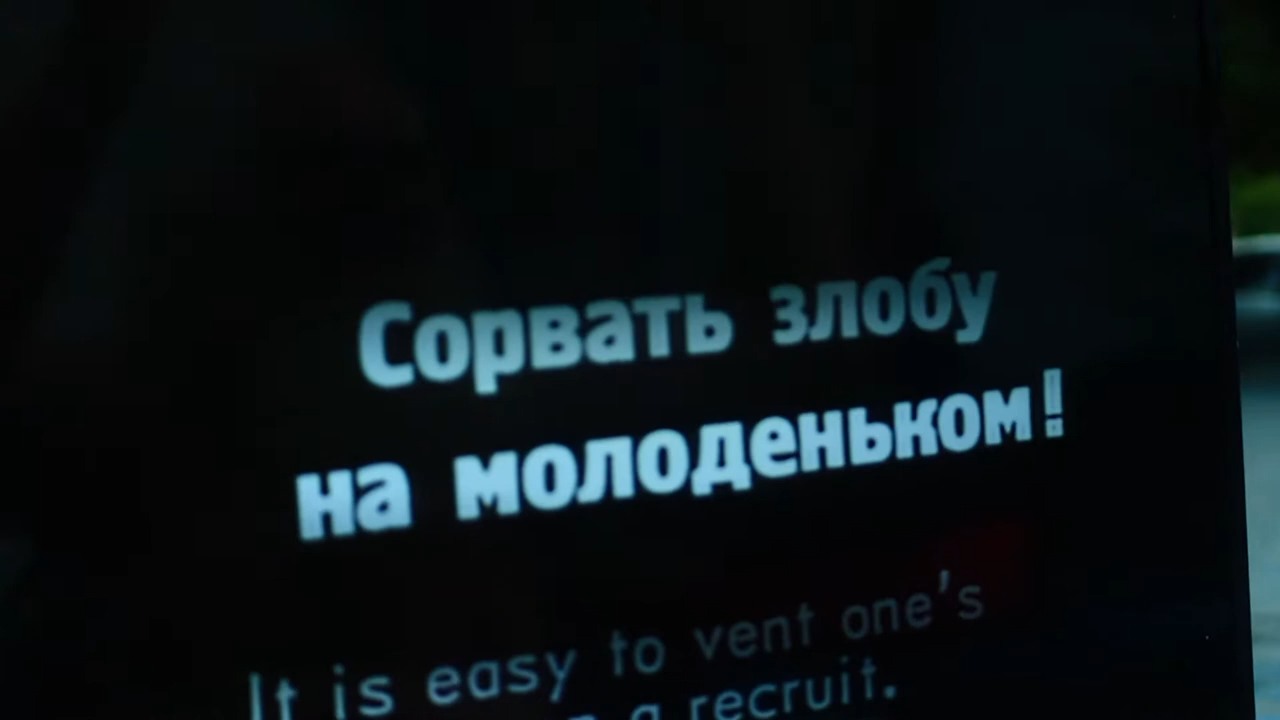 Сорвать злобу
на молоденьком!
It is easy to vent one's
a recruit.